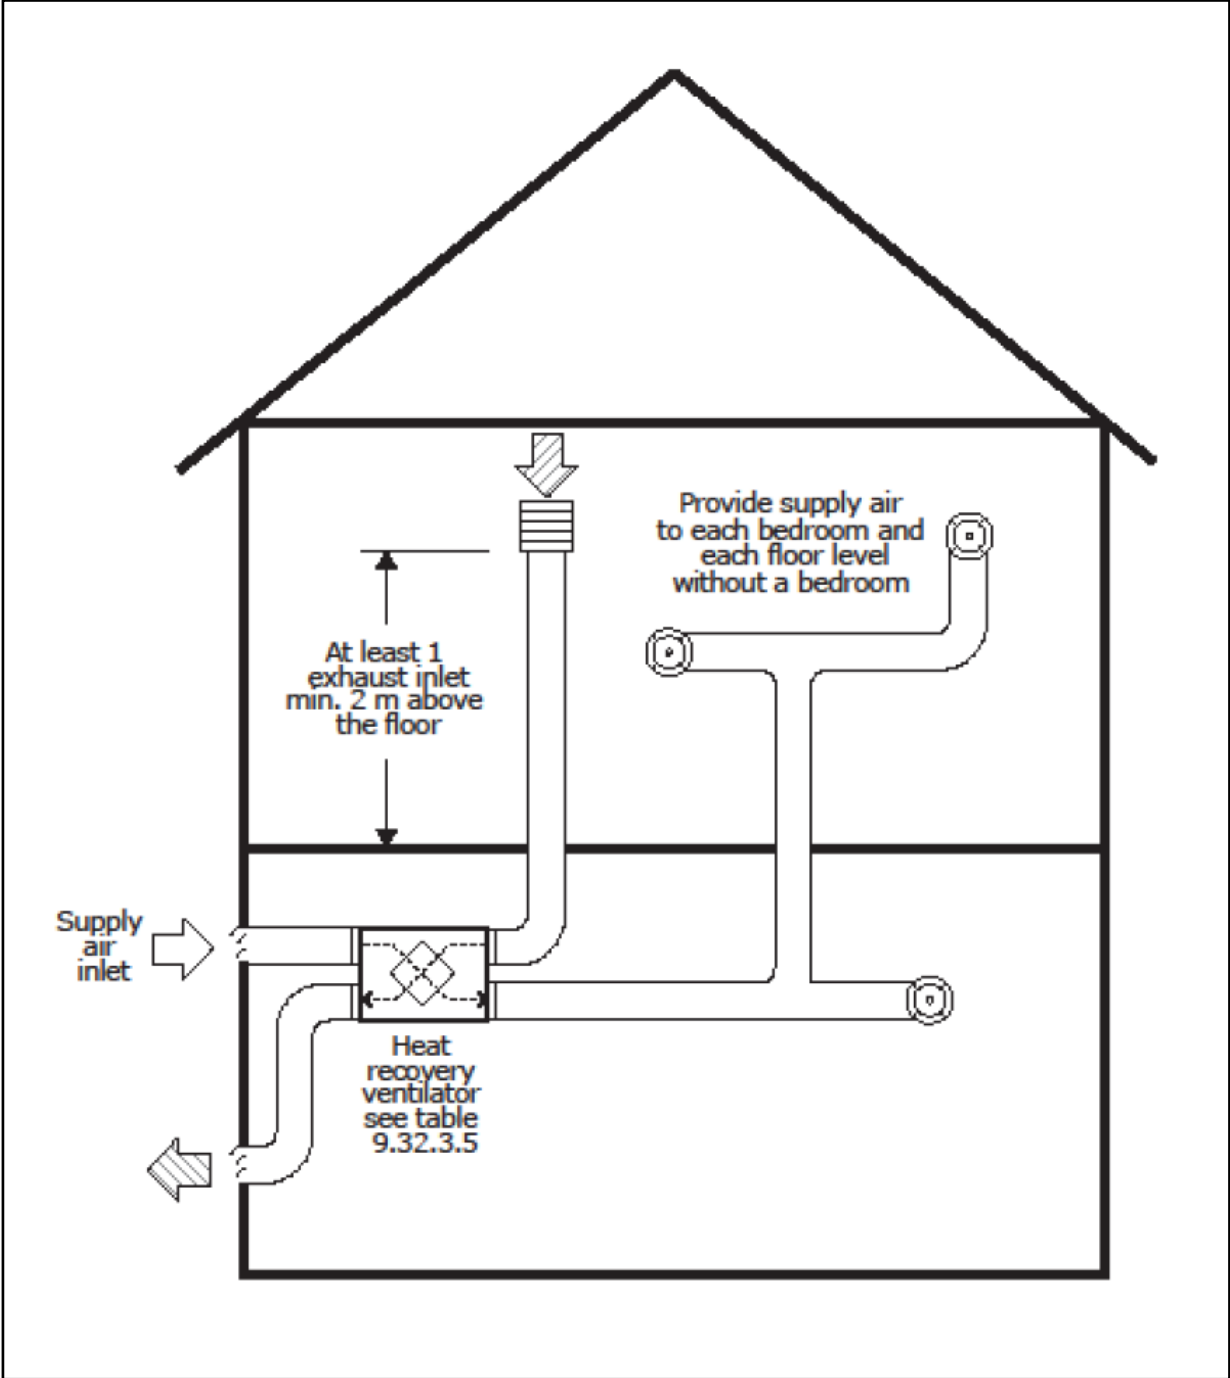 Provide supply air
to each bedroom and
each floor level
without a bedroom
At least 1
exhaust inlet
min. 2 m above
the floor
Supply
air
inlet
Heat
recovery
ventilator
see table
9.32.3.5